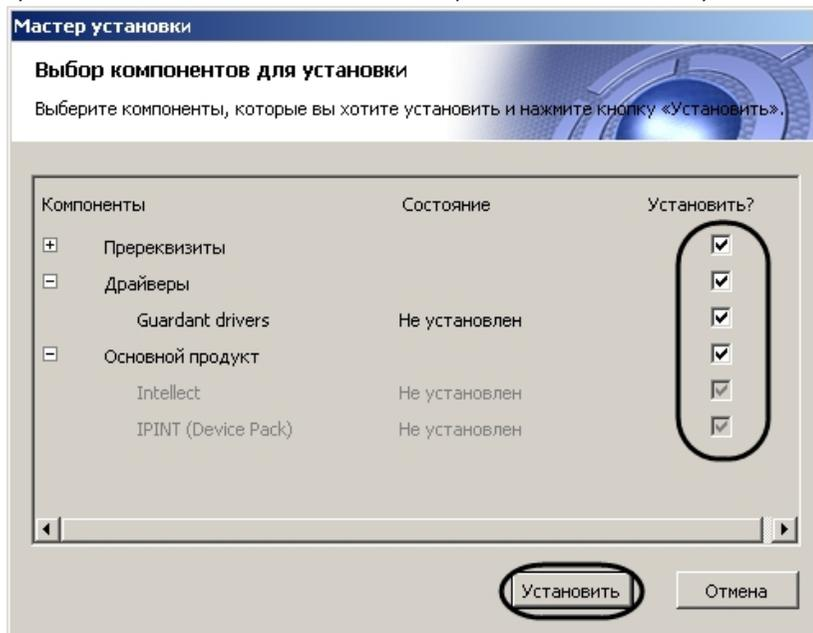 Мастер установки
Выбор компонентов для установки
Выберите компоненты, которые вы хотите установить и нажмите кнопку «Установить».
Компоненты Состояние Установить?
Пререквизиты
Драйверы
Guardant drivers Не установлен
Основной продукт
Intellect Не установлен
IPINT (Device Pack) Не установлен
Установить Отмена